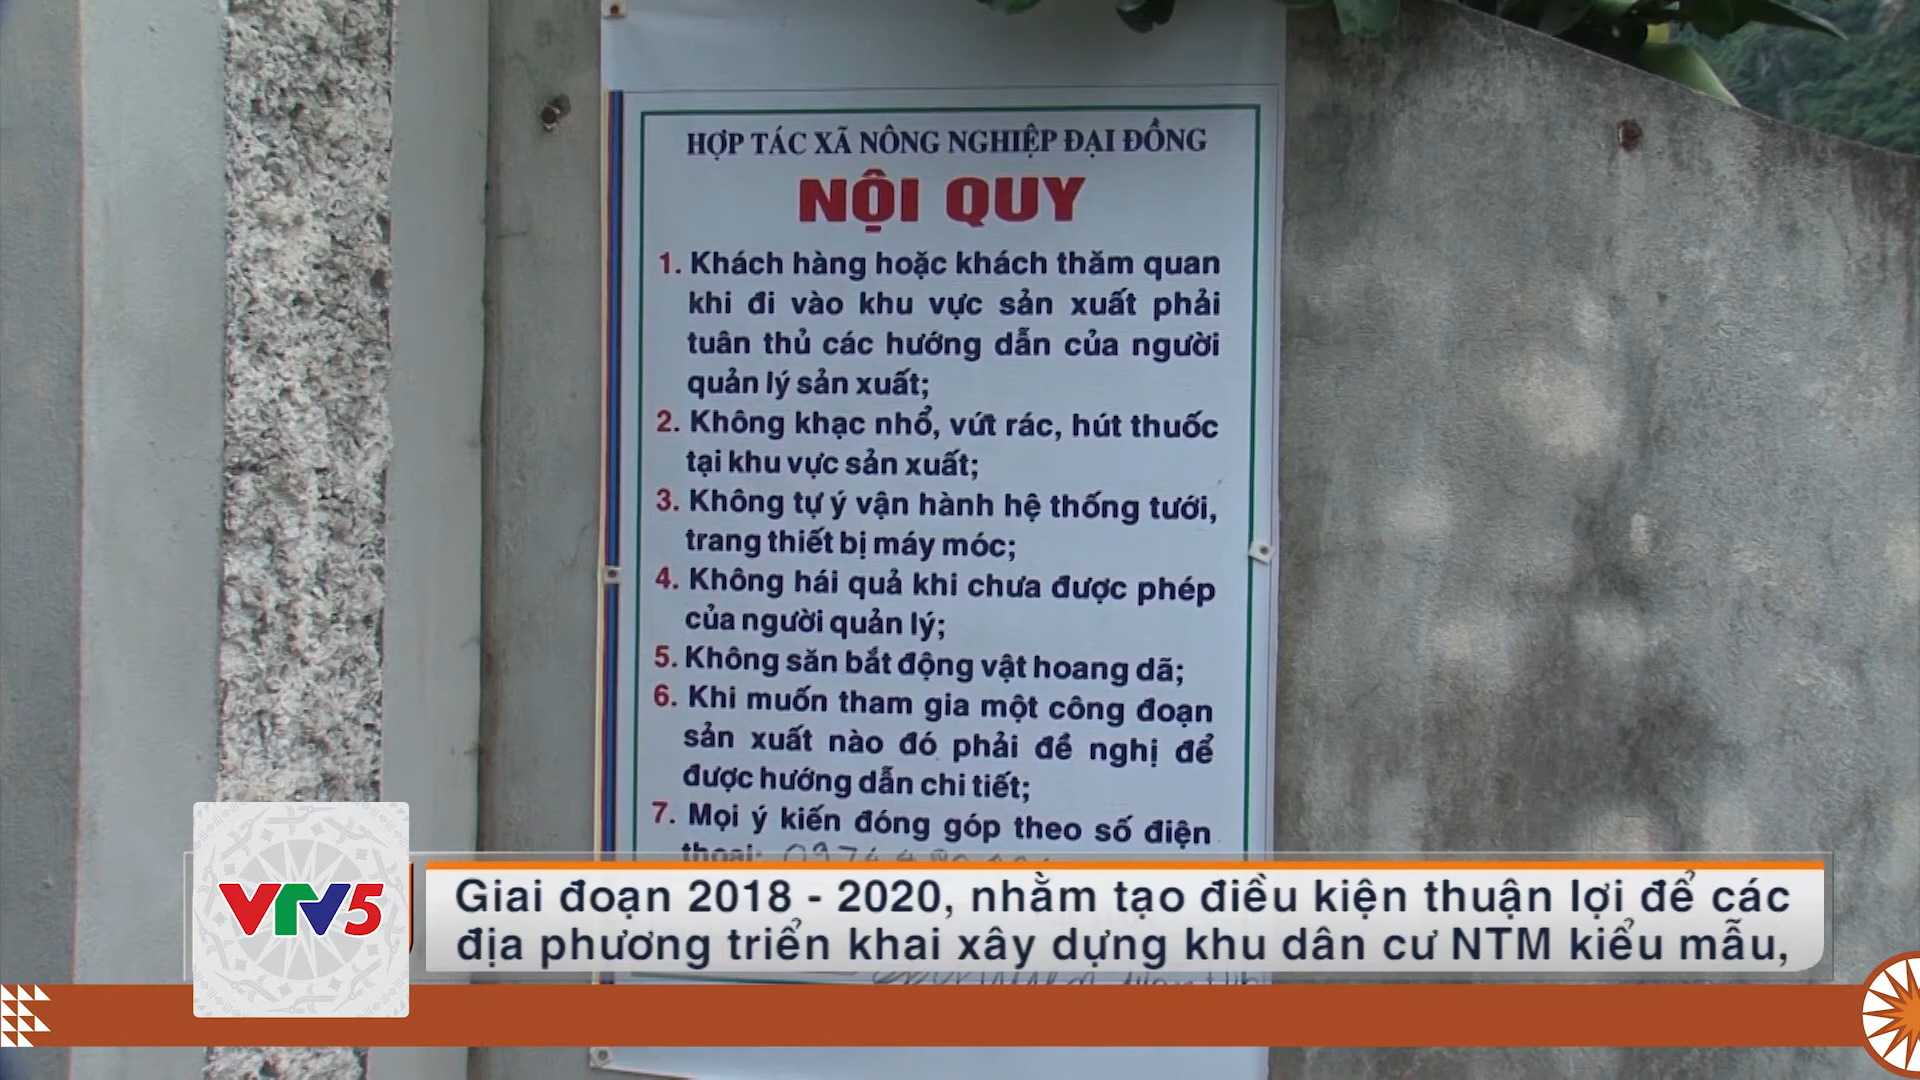 HỢP TÁC XÃ NÔNG NGHIỆP ĐẠI ĐỒNG
NỘI QUY
1. Khách hàng hoặc khách thăm quan
khi đi vào khu vực sản xuất phải
tuân thủ các hướng dẫn của người
quản lý sản xuất;
2. Không khạc nhổ, vứt rác, hút thuốc
tại khu vực sản xuất;
3. Không tự ý vận hành hệ thống tưới,
trang thiết bị máy móc;
4. Không hái quả khi chưa được phép
của người quản lý;
5. Không săn bắt động vật hoang dã;
6. Khi muốn tham gia một công đoạn
sản xuất nào đó phải đề nghị để
được hướng dẫn chi tiết;
7. Mọi ý kiến đóng góp theo số điện
thoại:
VTV5
Giai đoạn 2018 - 2020, nhằm tạo điều kiện thuận lợi để các
địa phương triển khai xây dựng khu dân cư NTM kiểu mẫu,